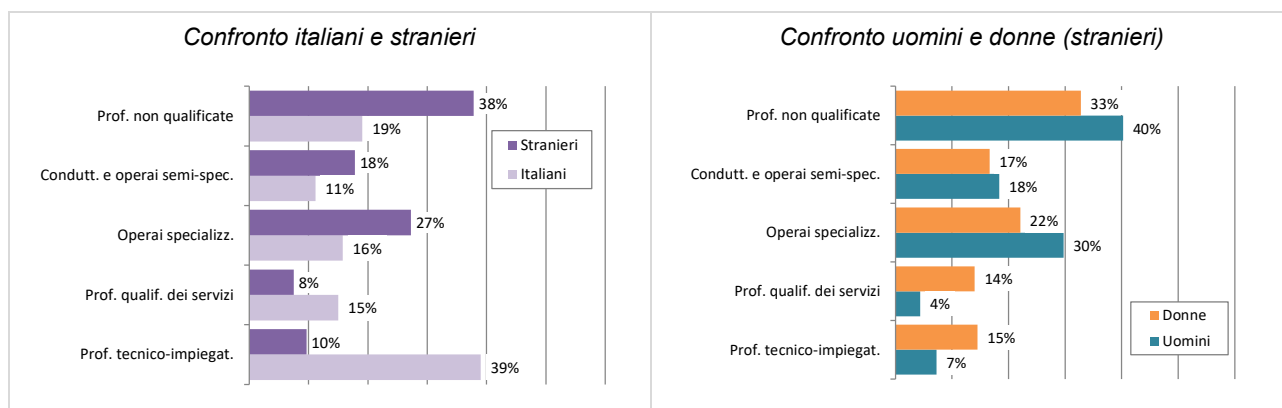 Confronto italiani e stranieri
Prof. non qualificate
38%
19%
Condutt. e operai semi-spec.
18%
11%
Operai specializz.
27%
16%
Prof. qualif. dei servizi
8%
15%
Prof. tecnico-impiegat.
10%
39%
Stranieri
Italiani
Confronto uomini e donne (stranieri)
Prof. non qualificate
33%
40%
Condutt. e operai semi-spec.
17%
18%
Operai specializz.
22%
30%
Prof. qualif. dei servizi
14%
4%
Prof. tecnico-impiegat.
15%
7%
Donne
Uomini